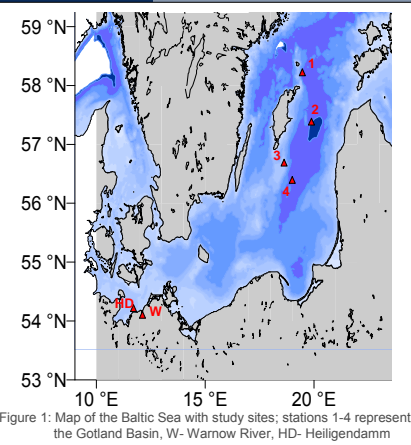 59 °N
58 °N
57 °N
56 °N
55 °N
54 °N
53 °N
1
2
3
4
HD
W
10 °E
15 °E
20 °E
Figure 1: Map of the Baltic Sea with study sites; stations 1-4 represent
the Gotland Basin, W- Warnow River, HD- Heiligendamm